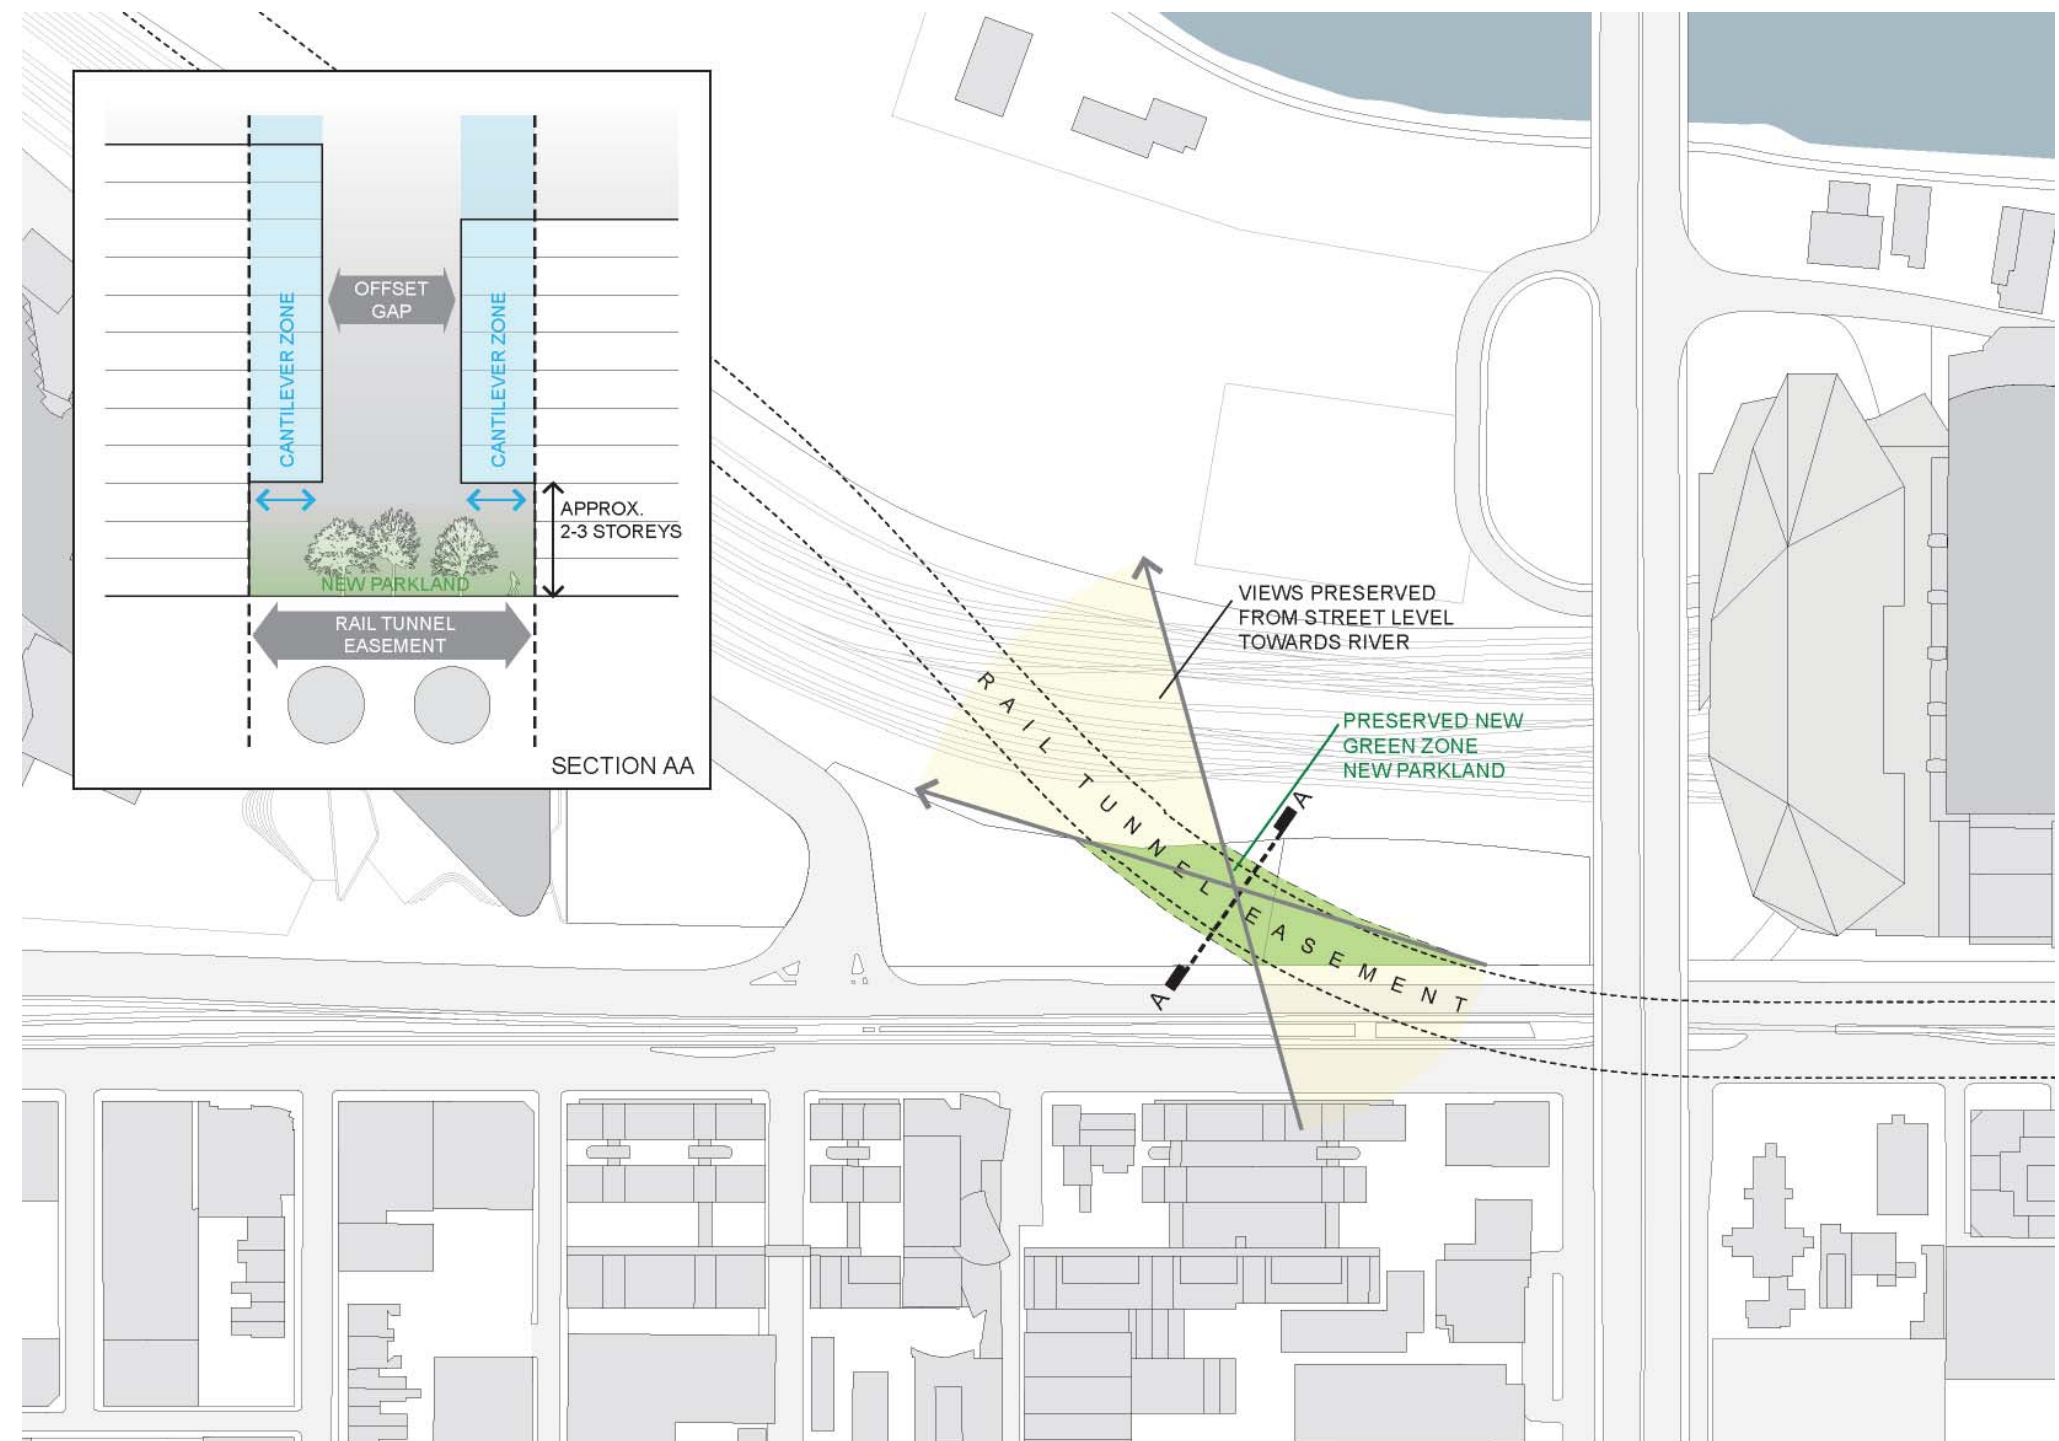 OFFSET
GAP
CANTILEVER ZONE
CANTILEVER ZONE
APPROX.
2-3 STOREYS
NEW PARKLAND
RAIL TUNNEL
EASEMENT
SECTION AA
VIEWS PRESERVED
FROM STREET LEVEL
TOWARDS RIVER
PRESERVED NEW
GREEN ZONE
NEW PARKLAND
A
RAIL TUNNEL EASEMENT
A